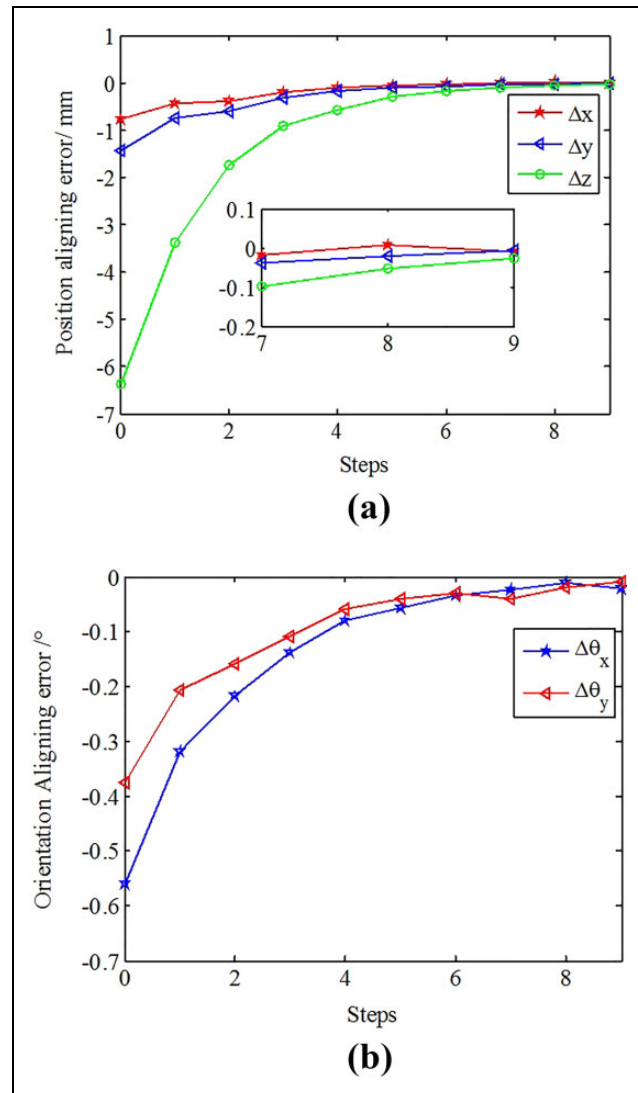 1
0
-1
-2
-3
-4
-5
-6
-7
Position aligning error/ mm
Δx
Δy
Δz
0.1
0
-0.1
-0.2
7 8 9
0 2 4 6 8
Steps
(a)
0
-0.1
-0.2
-0.3
-0.4
-0.5
-0.6
-0.7
Orientation Aligning error /°
Δθx
Δθy
0 2 4 6 8
Steps
(b)